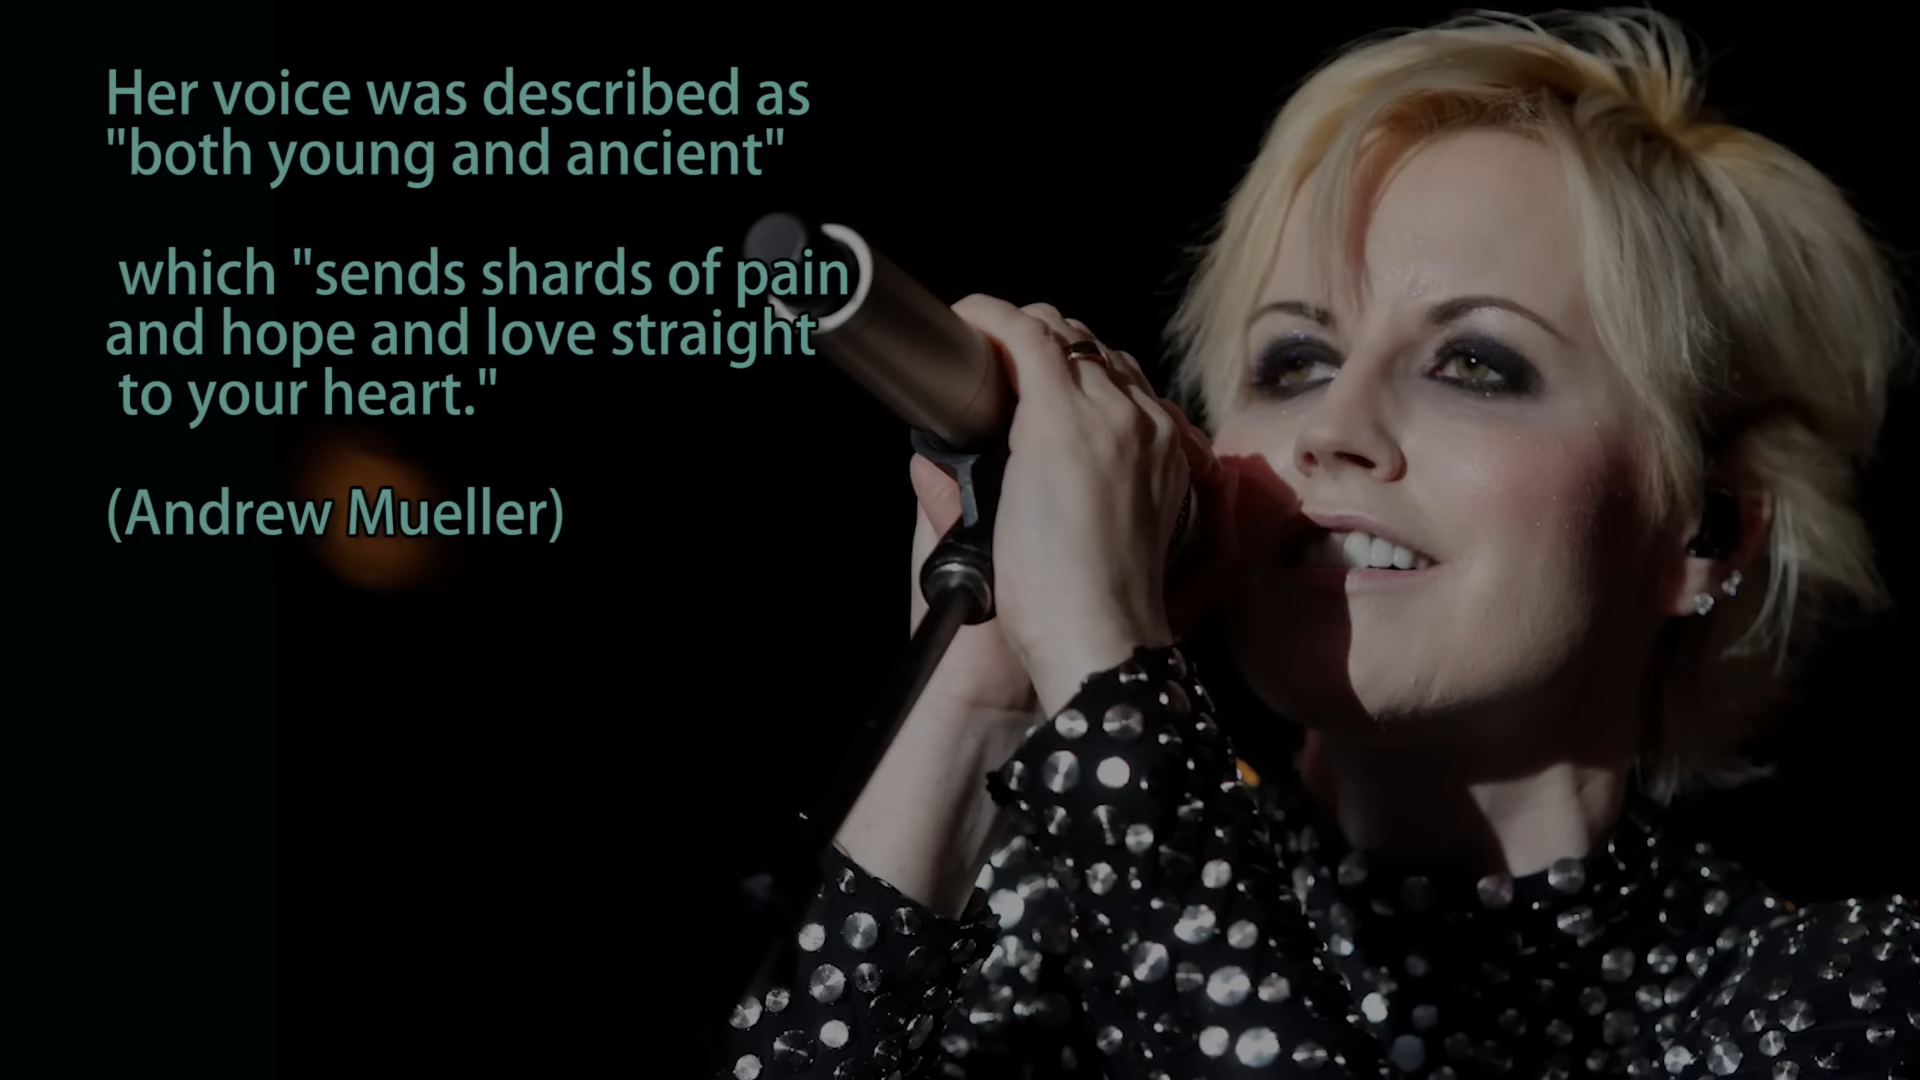 Her voice was described as
"both young and ancient"
which "sends shards of pain
and hope and love straight
to your heart."
(Andrew Mueller)